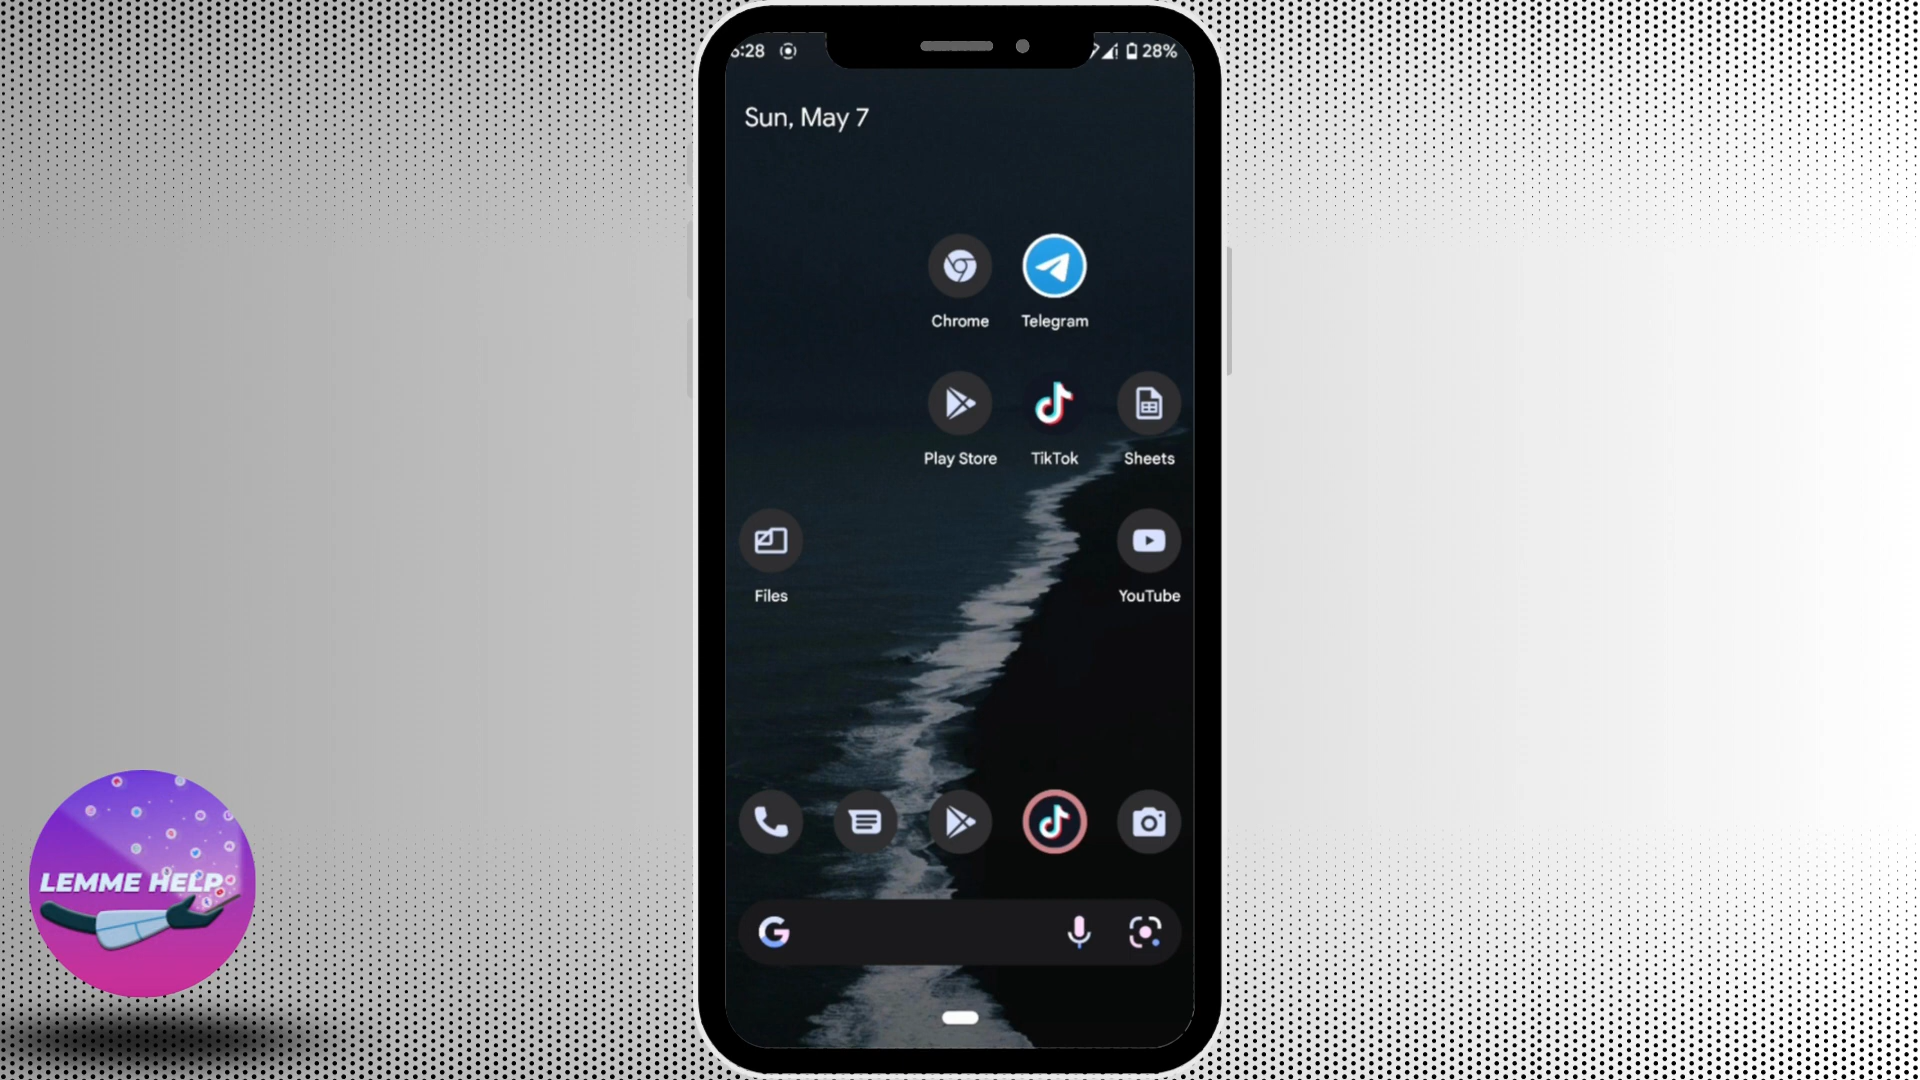 :28 28%
Sun, May 7
Chrome Telegram
Play Store TikTok Sheets
Files YouTube
G
LEMME HELP